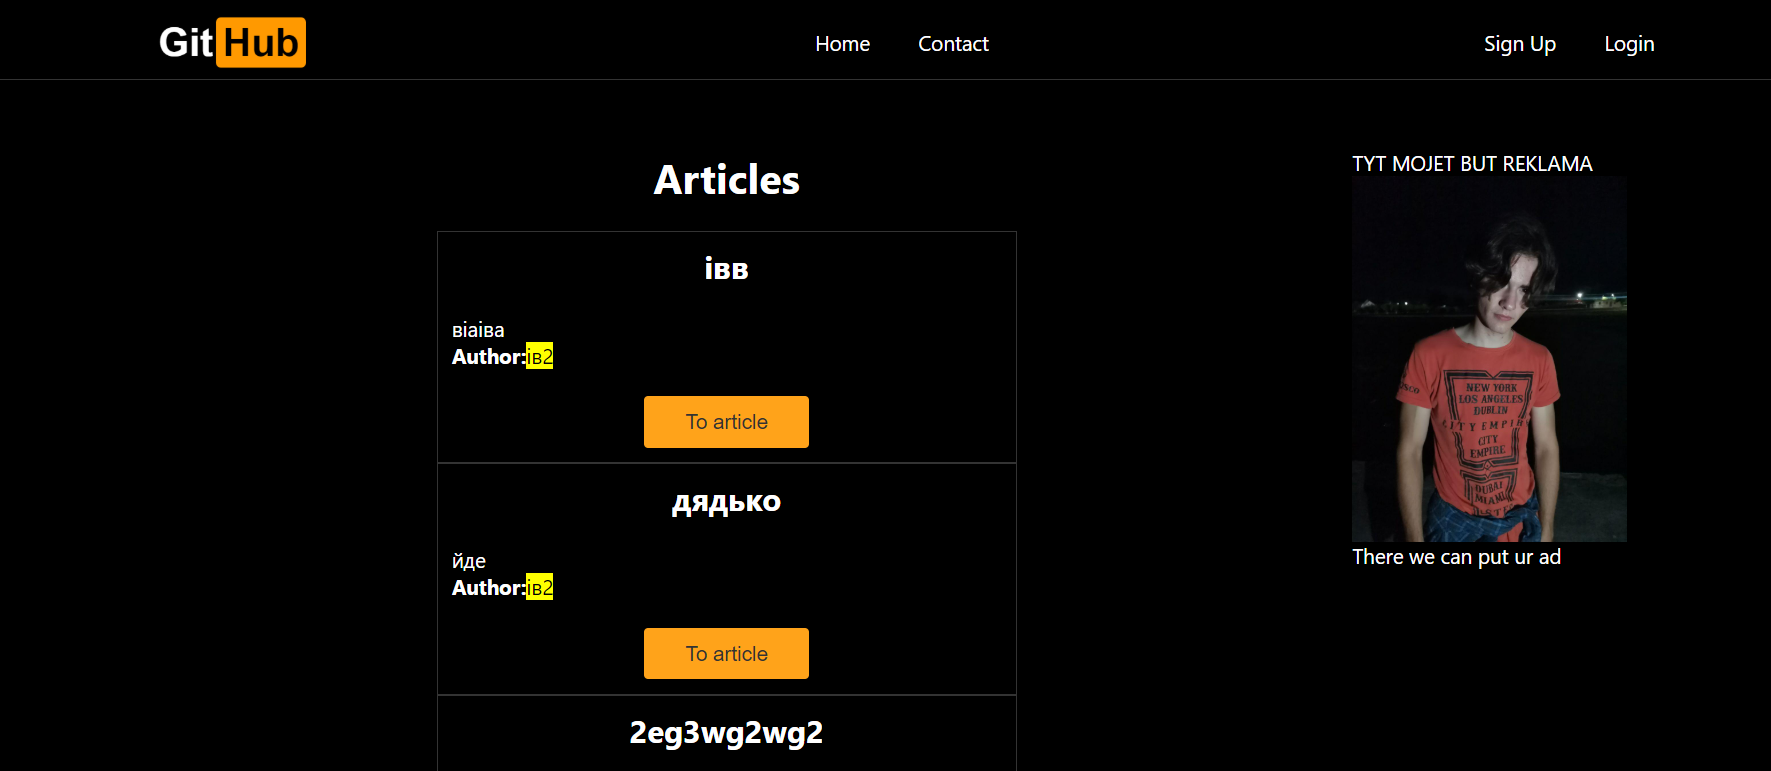 GitHub
Home Contact
Sign Up Login
Articles
івв
віаіва
Author:ів2
To article
дядько
йде
Author:ів2
To article
2eg3wg2wg2
TYT MOJET BUT REKLAMA
NEW YORK
LOS ANGELES
DUBLIN
CITY EMPIRE
CITY
EMPIRE
DUBAI
MIAMI
There we can put ur ad